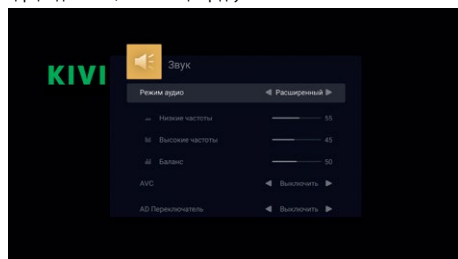 KIVI
Звук
Режим аудио
Расширенный
Низкие частоты
55
Высокие частоты
45
Баланс
50
AVC
Выключить
AD Переключатель
Выключить